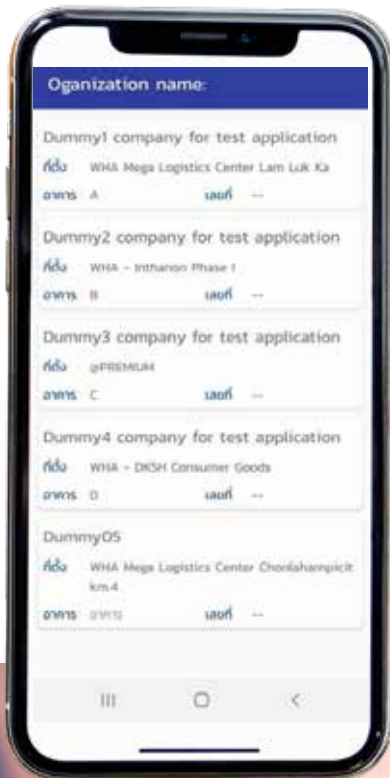 Oganization name:
Dummy1 company for test application
ที่ตั้ง WHA Mega Logistics Center Lam Luk Ka
อาคาร A เลขที่ --
Dummy2 company for test application
ที่ตั้ง WHA - Inthanon Phase 1
อาคาร B เลขที่ --
Dummy3 company for test application
ที่ตั้ง @PREMIUM
อาคาร C เลขที่ --
Dummy4 company for test application
ที่ตั้ง WHA - DKSH Consumer Goods
อาคาร D เลขที่ --
Dummy05
ที่ตั้ง WHA Mega Logistics Center Chonlaharnpicit
km.4
อาคาร อาคาร เลขที่ --